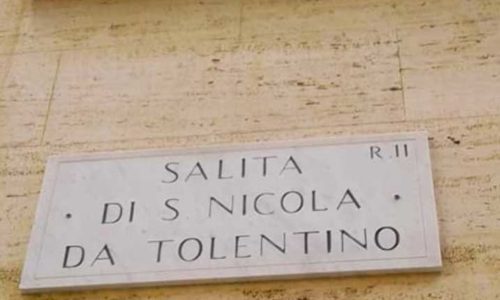 SALITA R. II
· DI S NICOLA ·
DA TOLENTINO